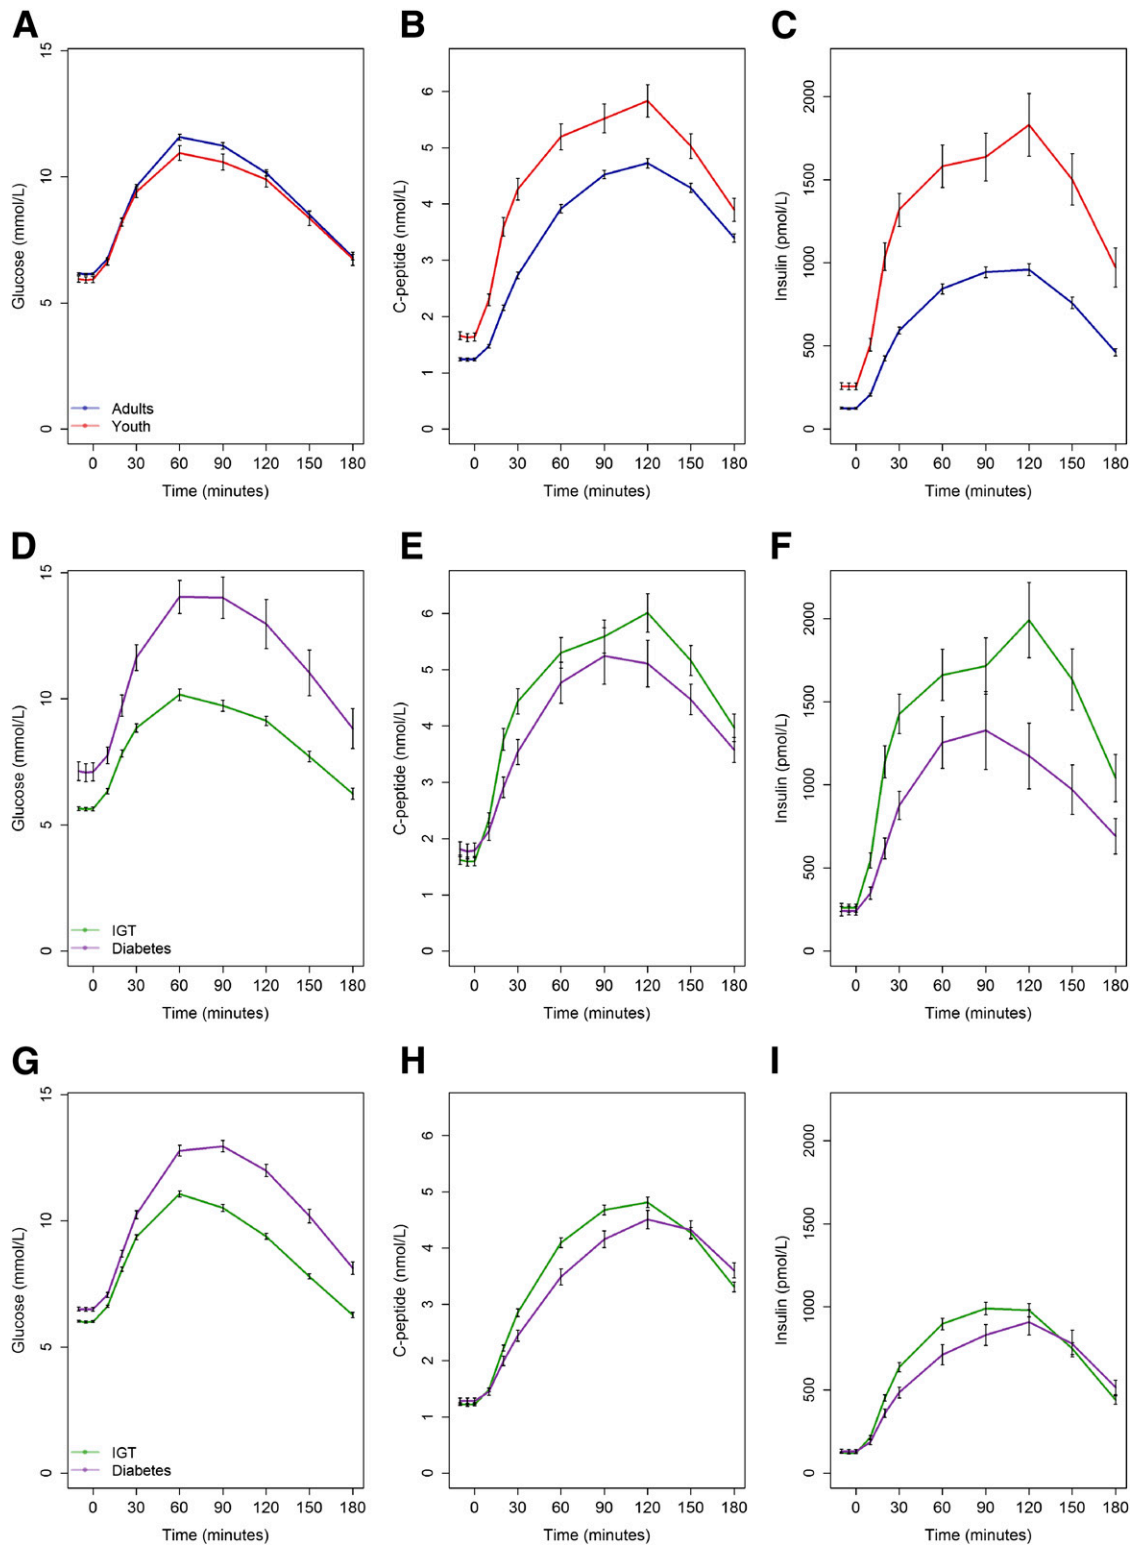 A
B
C
Glucose (mmol/L)
0 5 10 15
Adults
Youth
0 30 60 90 120 150 180
Time (minutes)
C-peptide (nmol/L)
0 1 2 3 4 5 6
0 30 60 90 120 150 180
Time (minutes)
Insulin (pmol/L)
0 500 1000 1500 2000
0 30 60 90 120 150 180
Time (minutes)
D
E
F
Glucose (mmol/L)
0 5 10 15
IGT
Diabetes
0 30 60 90 120 150 180
Time (minutes)
C-peptide (nmol/L)
0 1 2 3 4 5 6
0 30 60 90 120 150 180
Time (minutes)
Insulin (pmol/L)
0 500 1000 1500 2000
0 30 60 90 120 150 180
Time (minutes)
G
H
I
Glucose (mmol/L)
0 5 10 15
IGT
Diabetes
0 30 60 90 120 150 180
Time (minutes)
C-peptide (nmol/L)
0 1 2 3 4 5 6
0 30 60 90 120 150 180
Time (minutes)
Insulin (pmol/L)
0 500 1000 1500 2000
0 30 60 90 120 150 180
Time (minutes)